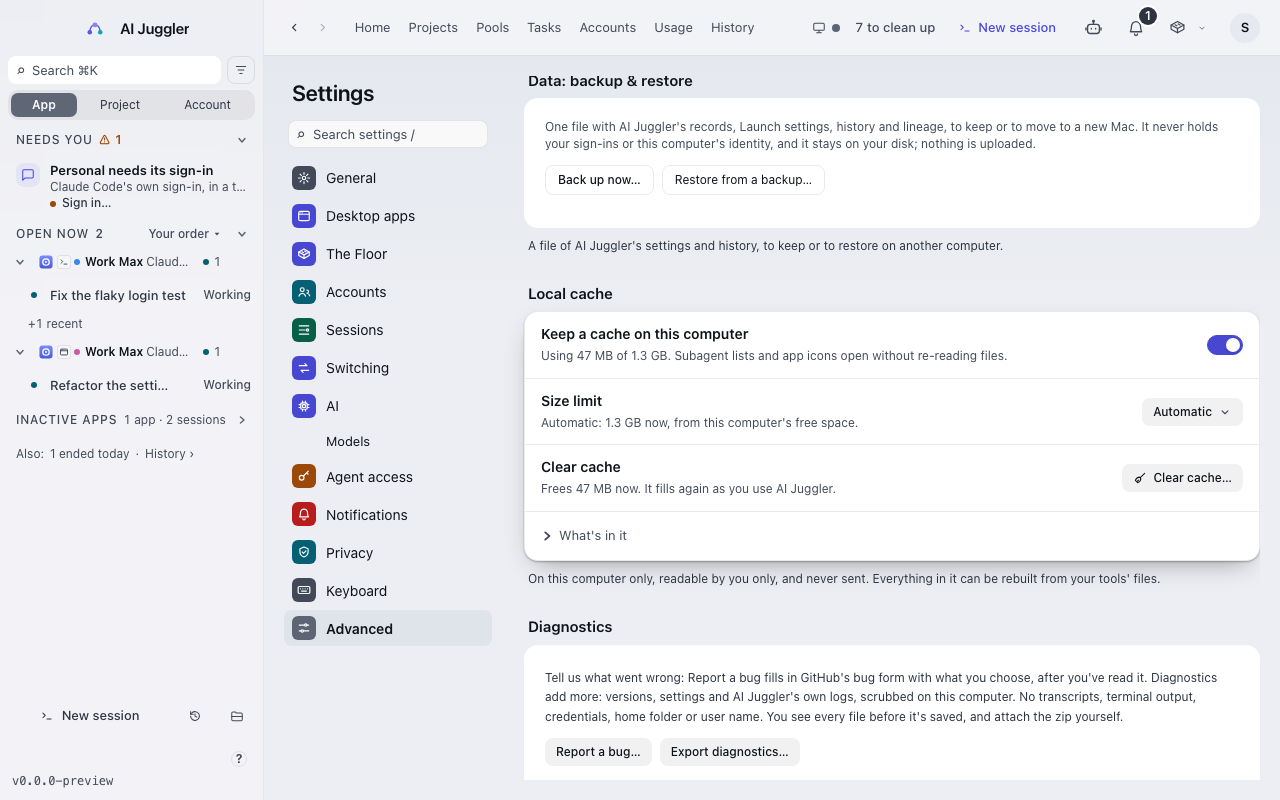 AI Juggler
Search ⌘K
App Project Account
NEEDS YOU 1
Personal needs its sign-in
Claude Code's own sign-in, in a t...
Sign in...
OPEN NOW 2 Your order
Work Max Claud... 1
Fix the flaky login test Working
+1 recent
Work Max Claud... 1
Refactor the setti... Working
INACTIVE APPS 1 app · 2 sessions
Also: 1 ended today · History ›
New session
?
v0.0.0-preview
Home Projects Pools Tasks Accounts Usage History
7 to clean up
New session
1
S
Settings
Search settings /
General
Desktop apps
The Floor
Accounts
Sessions
Switching
AI
Models
Agent access
Notifications
Privacy
Keyboard
Advanced
Data: backup & restore
One file with AI Juggler's records, Launch settings, history and lineage, to keep or to move to a new Mac. It never holds
your sign-ins or this computer's identity, and it stays on your disk; nothing is uploaded.
Back up now... Restore from a backup...
A file of AI Juggler's settings and history, to keep or to restore on another computer.
Local cache
Keep a cache on this computer
Using 47 MB of 1.3 GB. Subagent lists and app icons open without re-reading files.
Size limit
Automatic: 1.3 GB now, from this computer's free space.
Automatic
Clear cache
Frees 47 MB now. It fills again as you use AI Juggler.
Clear cache...
What's in it
On this computer only, readable by you only, and never sent. Everything in it can be rebuilt from your tools' files.
Diagnostics
Tell us what went wrong: Report a bug fills in GitHub's bug form with what you choose, after you've read it. Diagnostics
add more: versions, settings and AI Juggler's own logs, scrubbed on this computer. No transcripts, terminal output,
credentials, home folder or user name. You see every file before it's saved, and attach the zip yourself.
Report a bug... Export diagnostics...